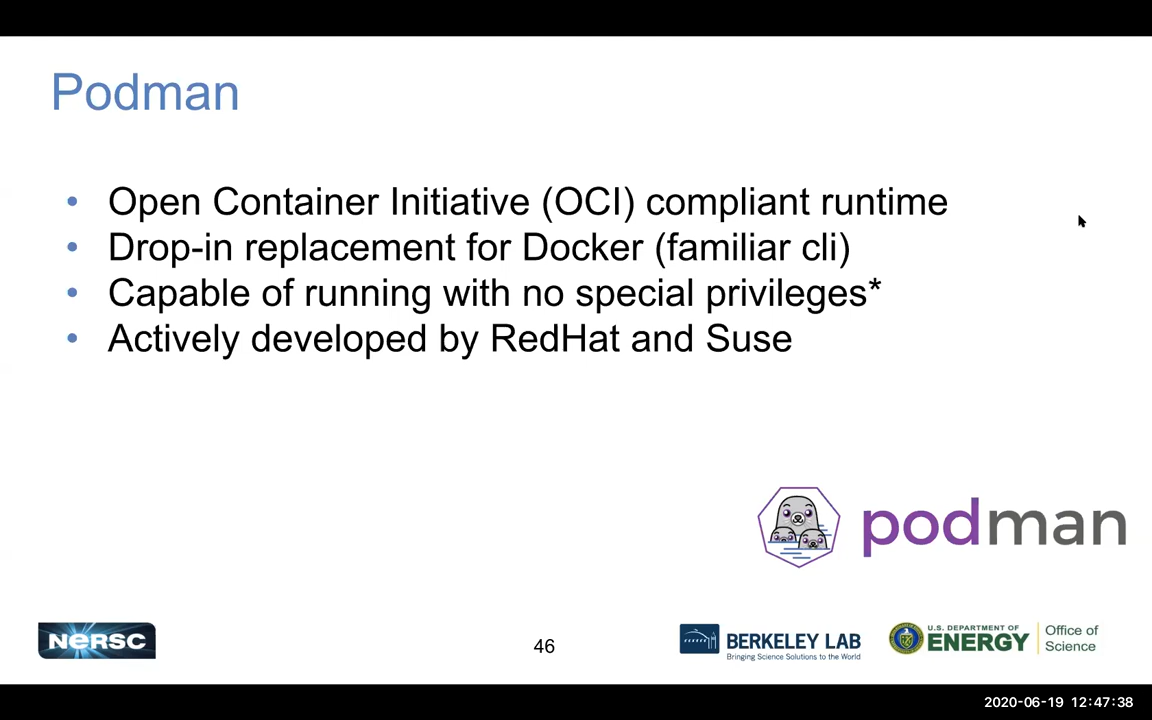 Podman
• Open Container Initiative (OCI) compliant runtime
• Drop-in replacement for Docker (familiar cli)
• Capable of running with no special privileges*
• Actively developed by RedHat and Suse
podman
NERSC
46
BERKELEY LAB
Bringing Science Solutions to the World
U.S. DEPARTMENT OF
ENERGY
Office of
Science
2020-06-19 12:47:38